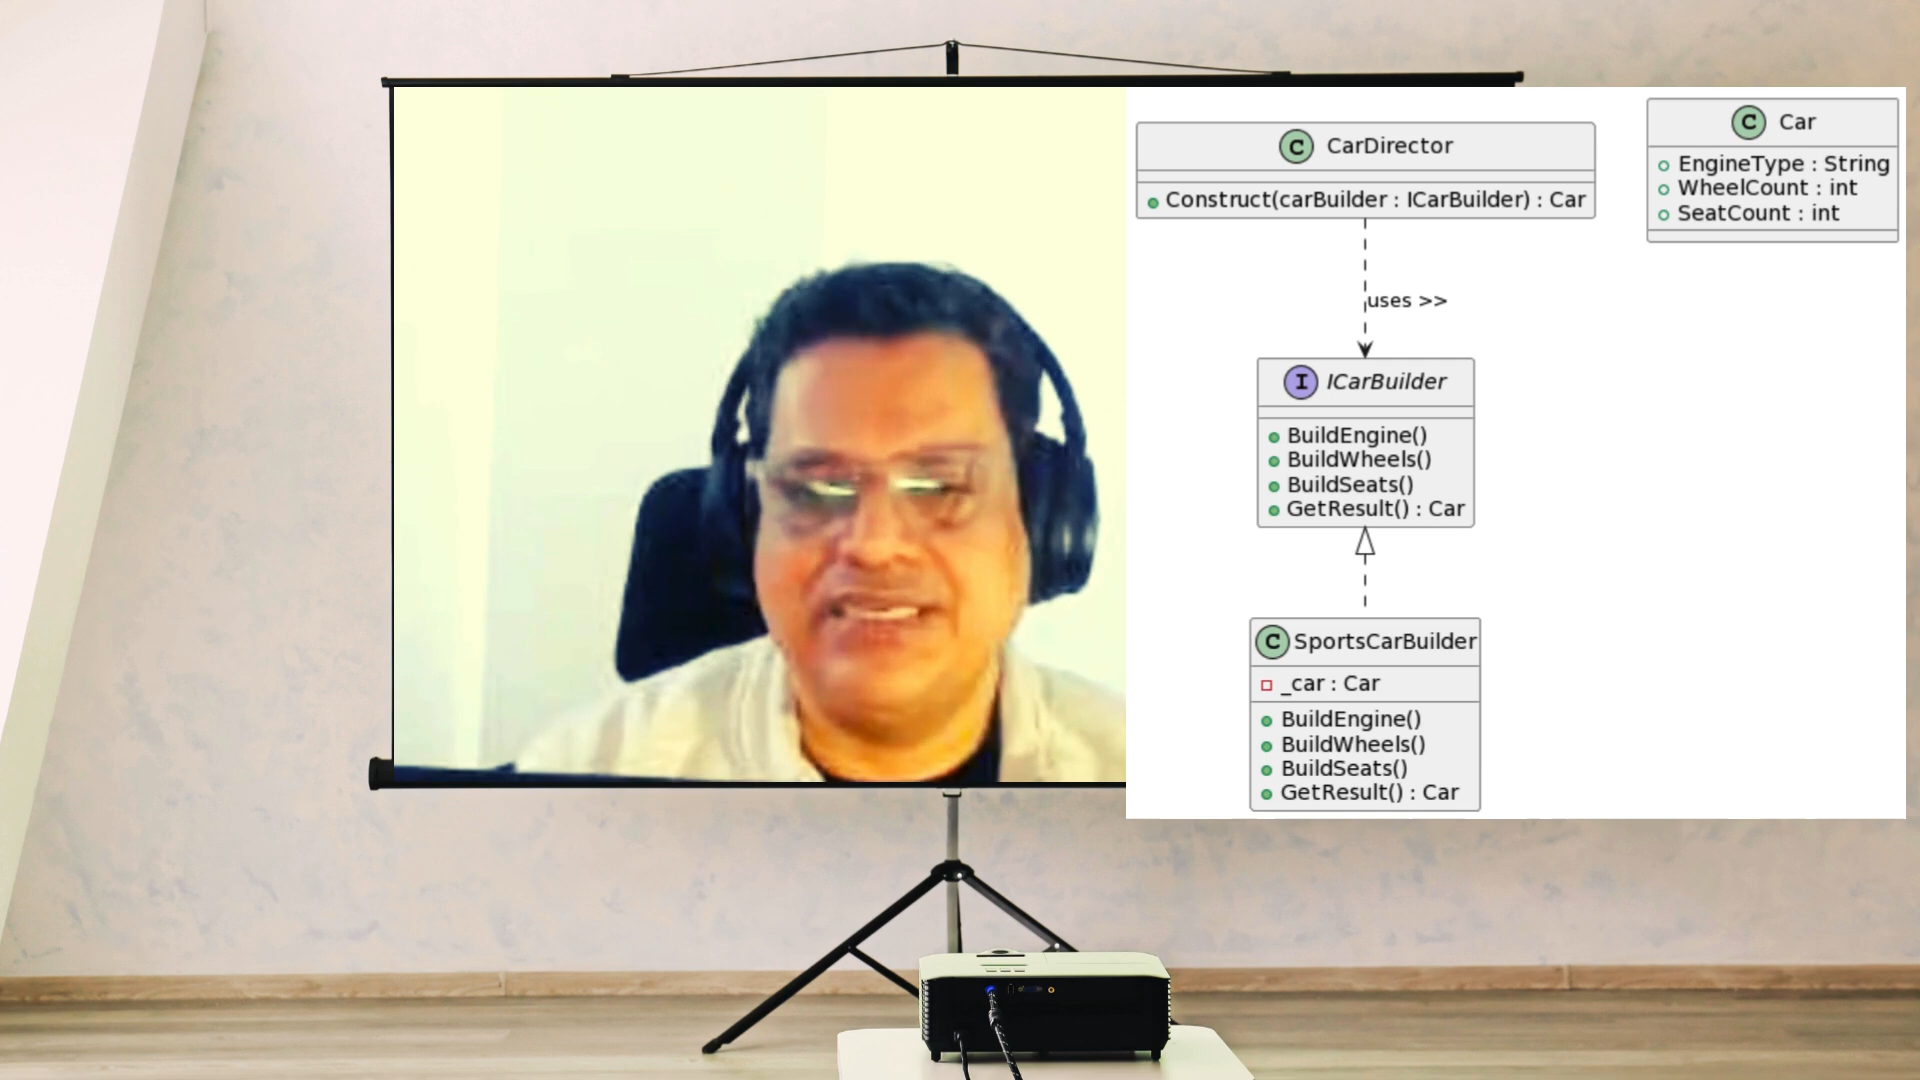 C CarDirector
Construct(carBuilder : ICarBuilder) : Car
C Car
EngineType : String
WheelCount : int
SeatCount : int
uses >>
I ICarBuilder
BuildEngine()
BuildWheels()
BuildSeats()
GetResult() : Car
C SportsCarBuilder
_car : Car
BuildEngine()
BuildWheels()
BuildSeats()
GetResult() : Car